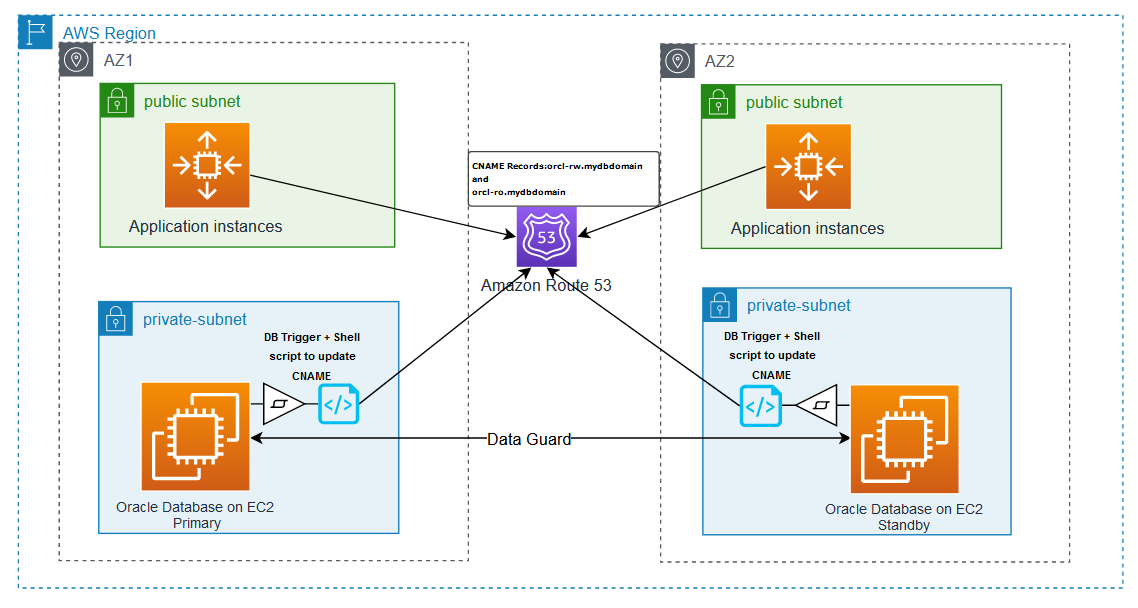 AWS Region
AZ1
public subnet
Application instances
CNAME Records:orcl-rw.mydbdomain
and
orcl-ro.mydbdomain
53
Amazon Route 53
AZ2
public subnet
Application instances
private-subnet
DB Trigger + Shell
script to update
CNAME
</>
Oracle Database on EC2
Primary
Data Guard
private-subnet
DB Trigger + Shell
script to update
CNAME
</>
Oracle Database on EC2
Standby